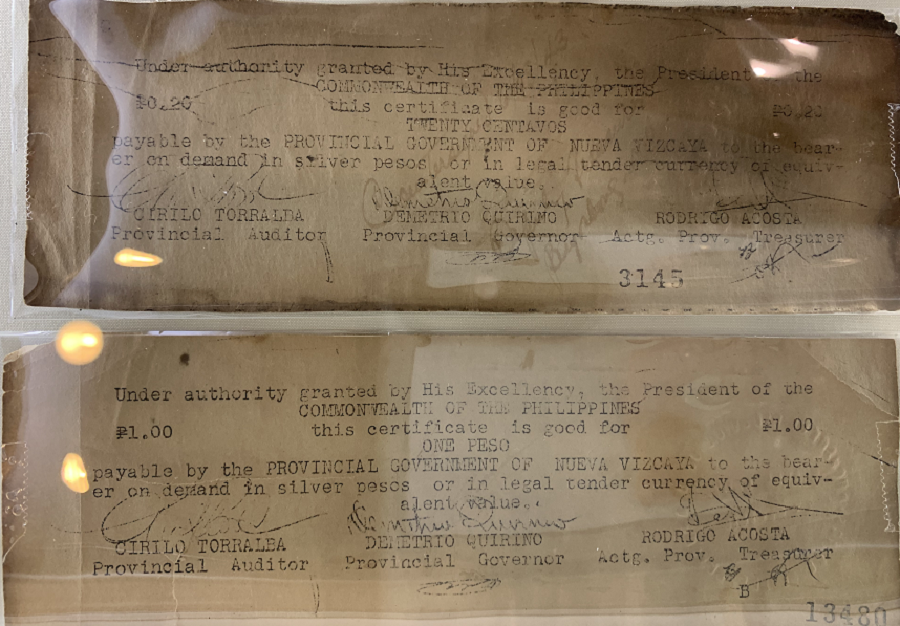 Under authority granted by His Excellency, the President of the
COMMONWEALTH OF THE PHILIPPINES
₱0.20 this certificate is good for ₱0.20
TWENTY CENTAVOS
payable by the PROVINCIAL GOVERNMENT OF NUEVA VIZCAYA to the bear-
er on demand in silver pesos or in legal tender currency of equiv-
alent value.
Demetrio Quirino
CIRILO TORRALBA DEMETRIO QUIRINO RODRIGO ACOSTA
Provincial Auditor Provincial Governor Actg. Prov. Treasurer
3145
Under authority granted by His Excellency, the President of the
COMMONWEALTH OF THE PHILIPPINES
₱1.00 this certificate is good for ₱1.00
ONE PESO
payable by the PROVINCIAL GOVERNMENT OF NUEVA VIZCAYA to the bear-
er on demand in silver pesos or in legal tender currency of equiv-
alent value.
Demetrio Quirino
CIRILO TORRALBA DEMETRIO QUIRINO RODRIGO ACOSTA
Provincial Auditor Provincial Governor Actg. Prov. Treasurer
B
13480